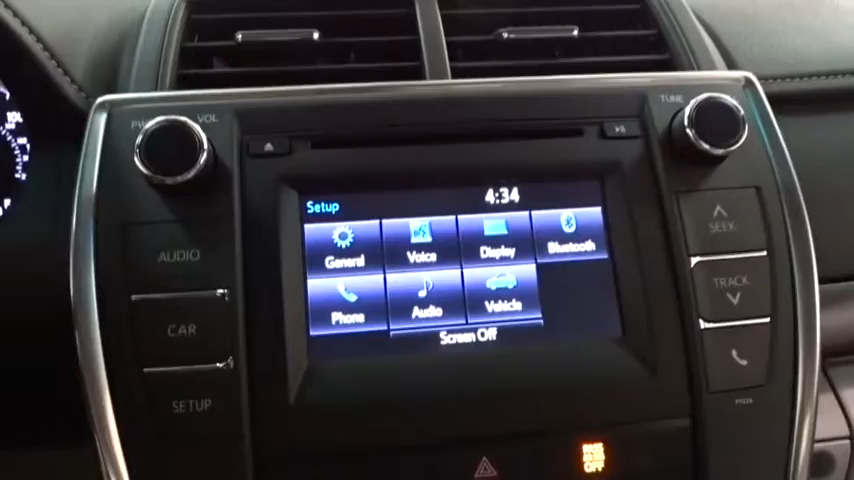 PWR VOL
TUNE
4:34
Setup
General Voice Display Bluetooth
Phone Audio Vehicle
Screen Off
AUDIO
CAR
SETUP
SEEK
TRACK
PASS
OFF